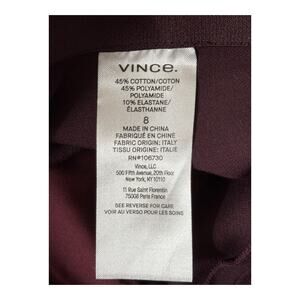 VINCE.
45% COTTON/COTON
45% POLYAMIDE/
POLYAMIDE
10% ELASTANE/
ÉLASTHANNE
8
MADE IN CHINA
FABRIQUÉ EN CHINE
FABRIC ORIGIN: ITALY
TISSU ORIGINE: ITALIE
RN#106730
Vince, LLC
500 Fifth Avenue, 20th Floor
New York, NY10110
11 Rue Saint Florentin
75008 Paris France
SEE REVERSE FOR CARE
VOIR AU VERSO POUR LES SOINS